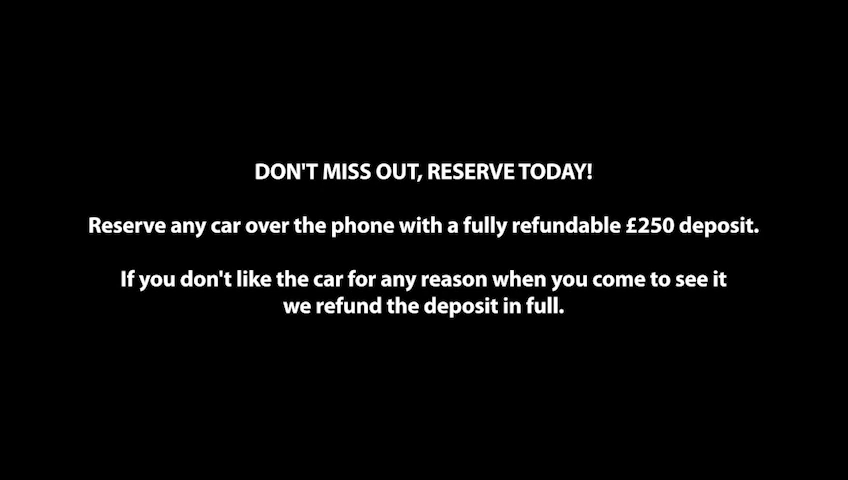 DON'T MISS OUT, RESERVE TODAY!
Reserve any car over the phone with a fully refundable £250 deposit.
If you don't like the car for any reason when you come to see it
we refund the deposit in full.